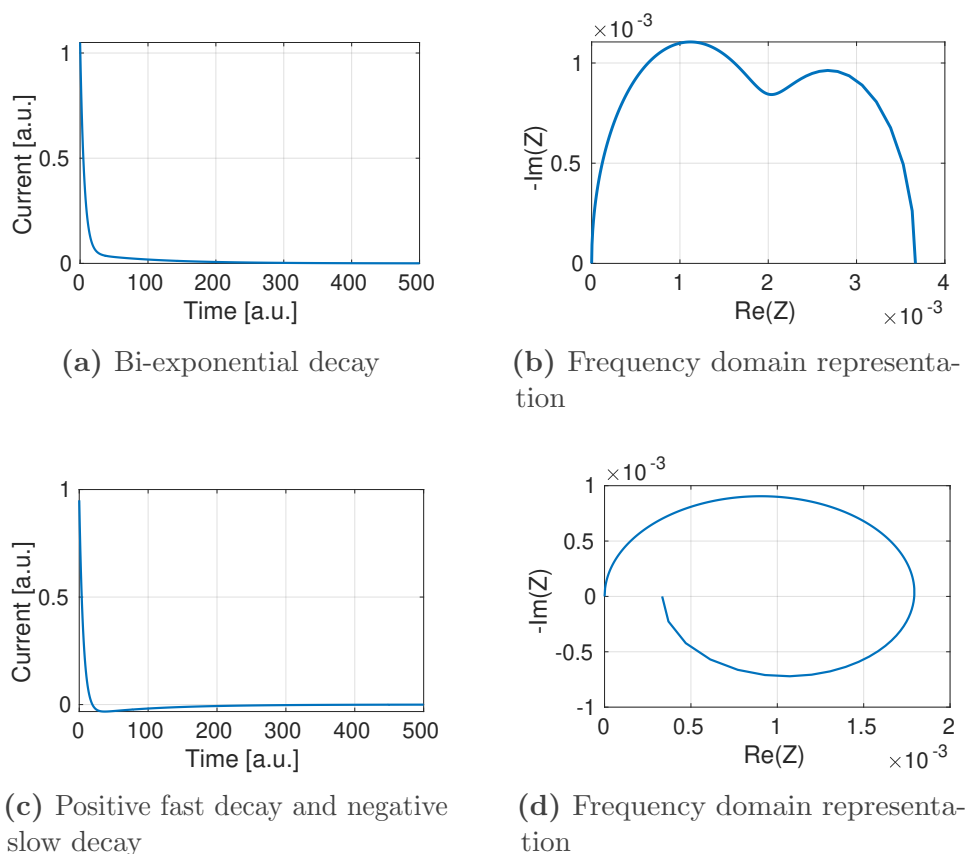 1
0.5
0
Current [a.u.]
0 100 200 300 400 500
Time [a.u.]
(a) Bi-exponential decay
×10 -3
1
0.5
0
-Im(Z)
0 1 2 3 4
Re(Z) ×10 -3
(b) Frequency domain representa-
tion
1
0.5
0
Current [a.u.]
0 100 200 300 400 500
Time [a.u.]
(c) Positive fast decay and negative
slow decay
×10 -3
1
0.5
0
-0.5
-1
-Im(Z)
0 0.5 1 1.5 2
Re(Z) ×10 -3
(d) Frequency domain representa-
tion